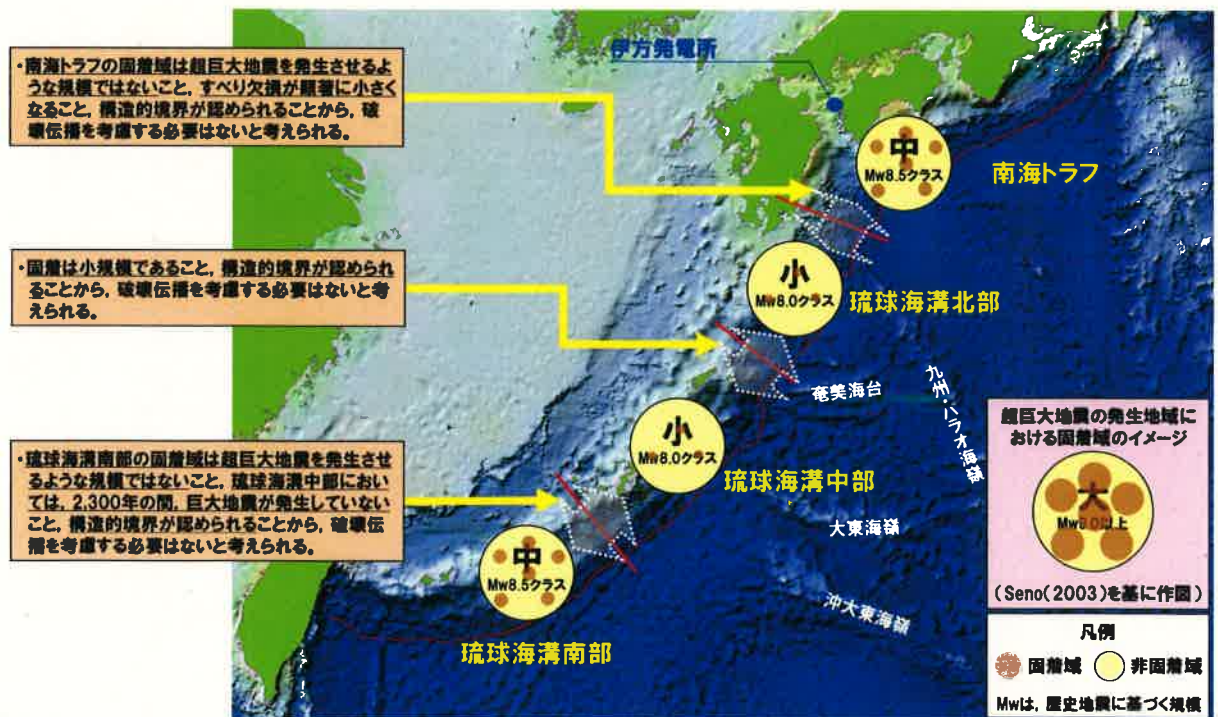 ・南海トラフの固着域は超巨大地震を発生させるよ
うな規模ではないこと，すべり欠損が顕著に小さく
なること，構造的境界が認められることから，破
壊伝播を考慮する必要はないと考えられる。
伊方発電所
中
Mw8.5クラス
南海トラフ
・固着は小規模であること，構造的境界が認められ
ることから，破壊伝播を考慮する必要はないと考
えられる。
小
Mw8.0クラス
琉球海溝北部
奄美海台
九州・パラオ海嶺
小
Mw8.0クラス
琉球海溝中部
大東海嶺
・琉球海溝南部の固着域は超巨大地震を発生させ
るような規模ではないこと，琉球海溝中部におい
ては，2,300年の間，巨大地震が発生していない
こと，構造的境界が認められることから，破壊伝
播を考慮する必要はないと考えられる。
中
Mw8.5クラス
琉球海溝南部
沖大東海嶺
超巨大地震の発生地域に
おける固着域のイメージ
大
Mw9.0以上
(Seno(2003)を基に作図)
凡例
固着域 非固着域
Mwは，歴史地震に基づく規模